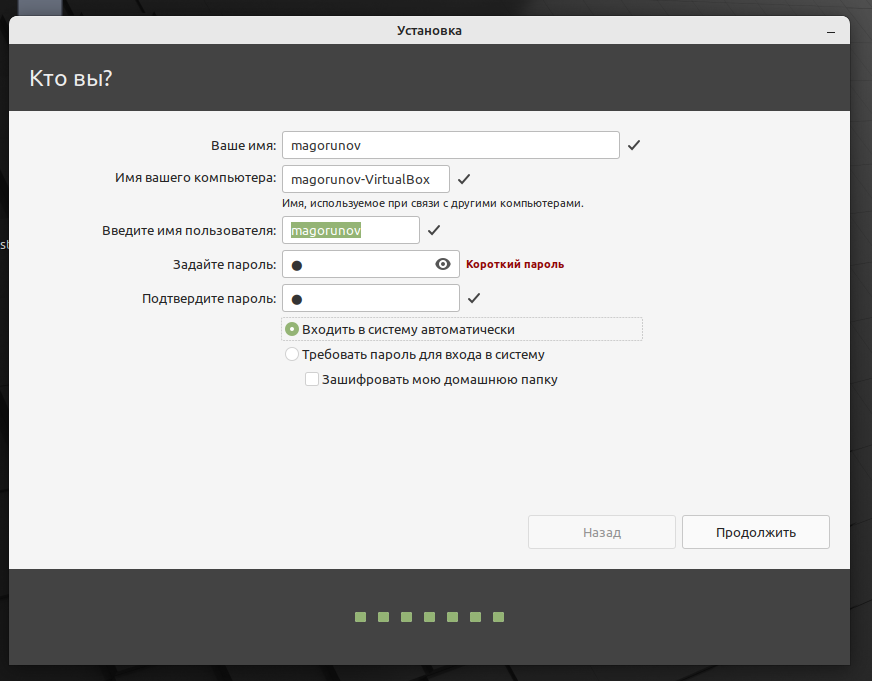 Установка
Кто вы?
Ваше имя: magorunov
Имя вашего компьютера: magorunov-VirtualBox
Имя, используемое при связи с другими компьютерами.
Введите имя пользователя: magorunov
Задайте пароль: ● Короткий пароль
Подтвердите пароль: ●
Входить в систему автоматически
Требовать пароль для входа в систему
Зашифровать мою домашнюю папку
Назад Продолжить